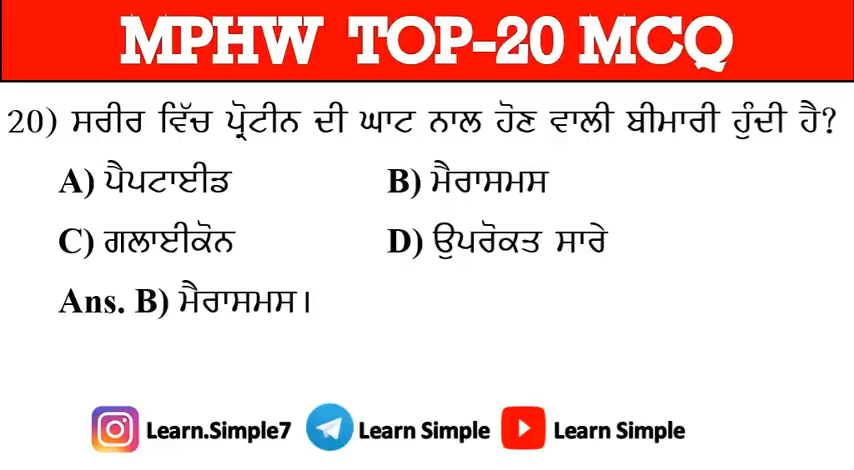 MPHW TOP-20 MCQ
20) ਸਰੀਰ ਵਿੱਚ ਪ੍ਰੋਟੀਨ ਦੀ ਘਾਟ ਨਾਲ ਹੋਣ ਵਾਲੀ ਬੀਮਾਰੀ ਹੁੰਦੀ ਹੈ?
A) ਪੈਪਟਾਈਡ B) ਮੈਰਾਸਮਸ
C) ਗਲਾਈਕੋਨ D) ਉਪਰੋਕਤ ਸਾਰੇ
Ans. B) ਮੈਰਾਸਮਸ।
Learn.Simple7 Learn Simple Learn Simple